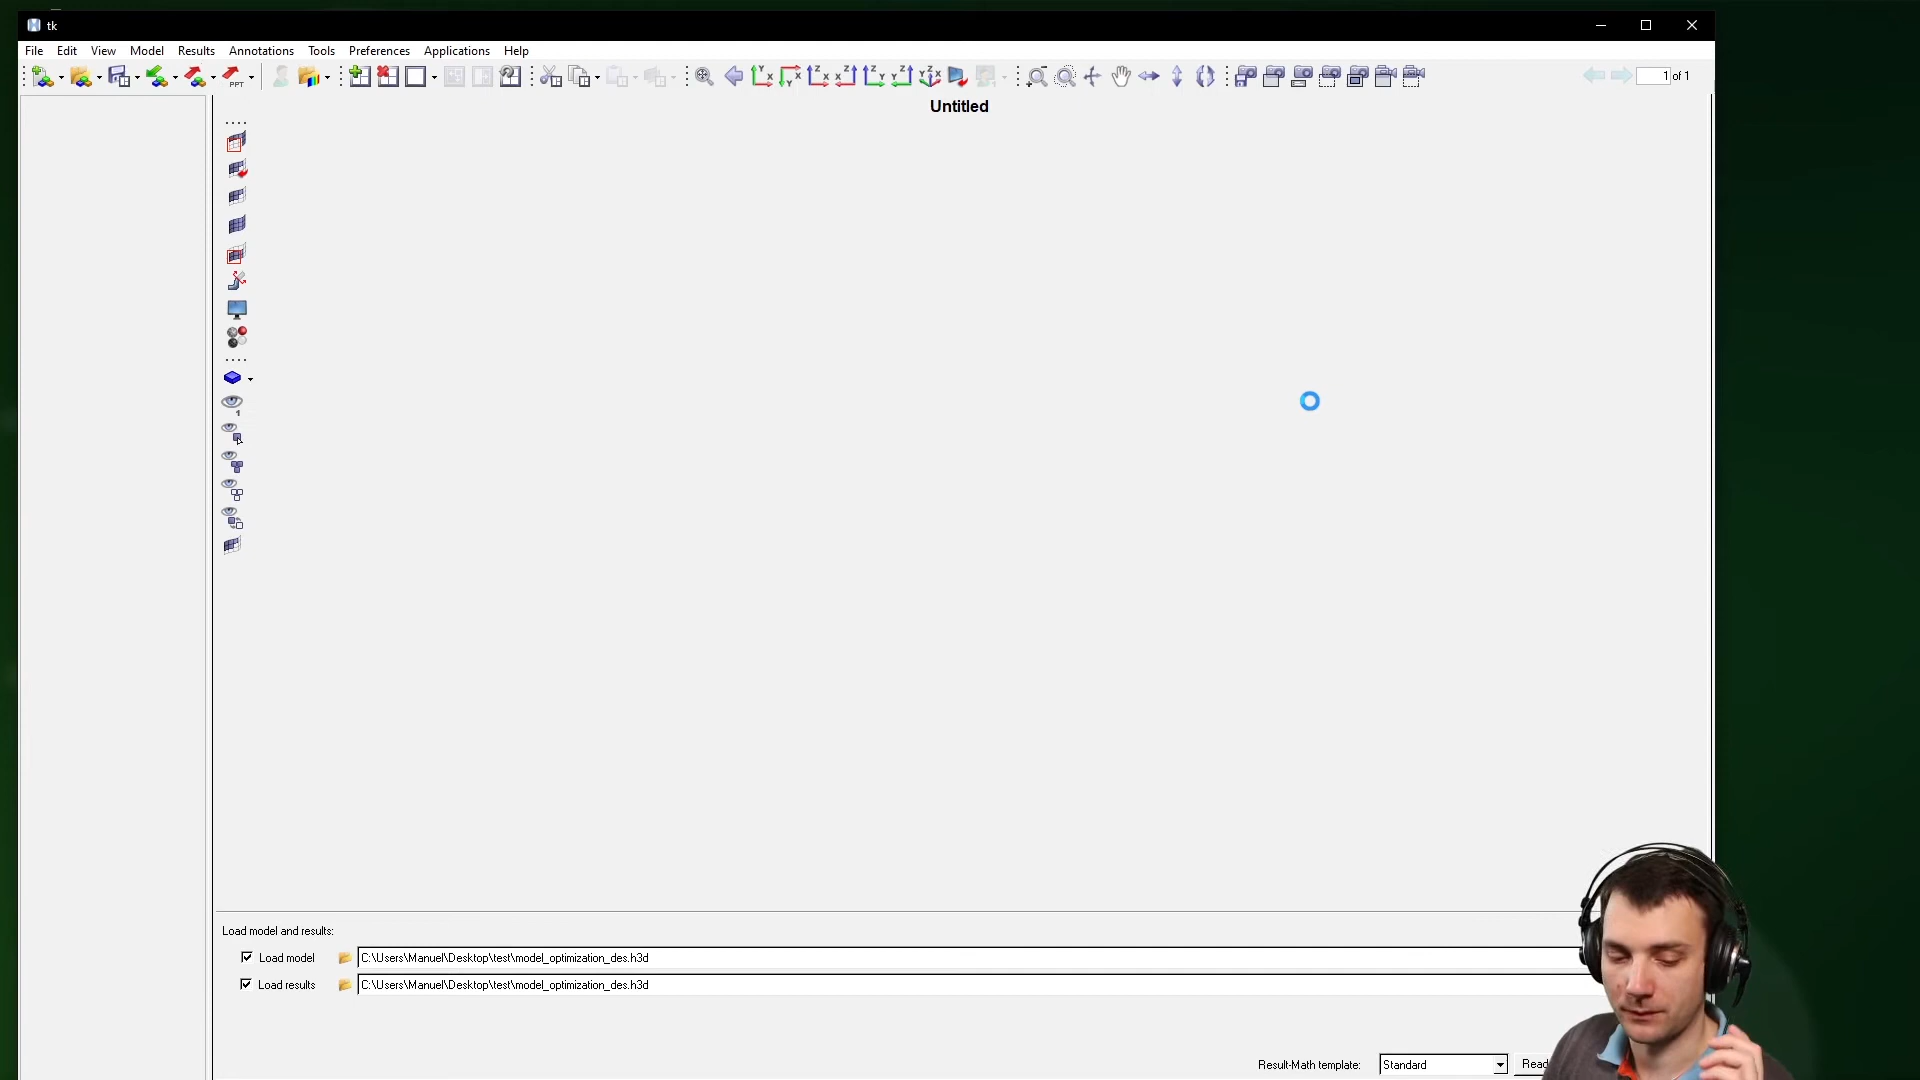 tk
File Edit View Model Results Annotations Tools Preferences Applications Help
1 of 1
Untitled
Load model and results:
Load model C:\Users\Manuel\Desktop\test\model_optimization_des.h3d
Load results C:\Users\Manuel\Desktop\test\model_optimization_des.h3d
Result-Math template: Standard Read